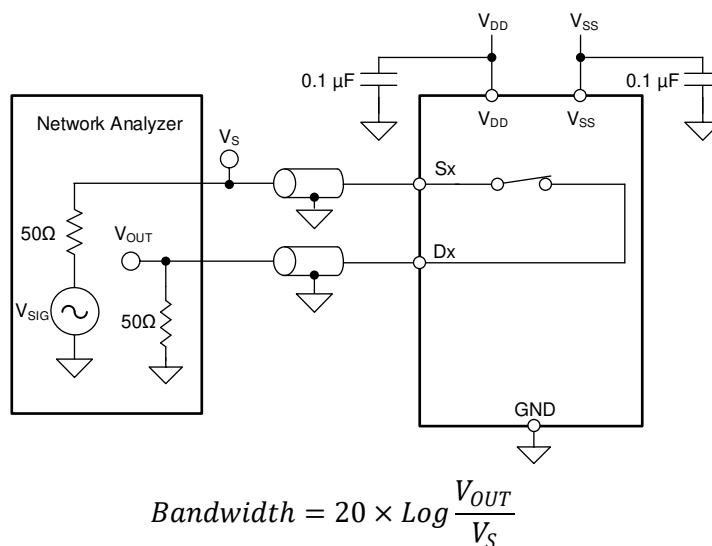 V_DD
V_SS
0.1 µF
0.1 µF
Network Analyzer
V_DD
V_SS
V_S
Sx
50Ω
V_OUT
Dx
V_SIG
50Ω
GND
Bandwidth = 20 × Log V_OUT / V_S